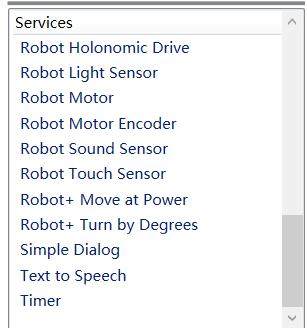 Services
Robot Holonomic Drive
Robot Light Sensor
Robot Motor
Robot Motor Encoder
Robot Sound Sensor
Robot Touch Sensor
Robot+ Move at Power
Robot+ Turn by Degrees
Simple Dialog
Text to Speech
Timer